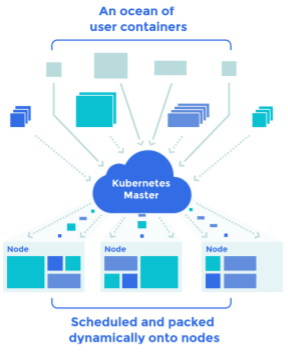 An ocean of
user containers
Kubernetes
Master
Node
Node
Node
Scheduled and packed
dynamically onto nodes